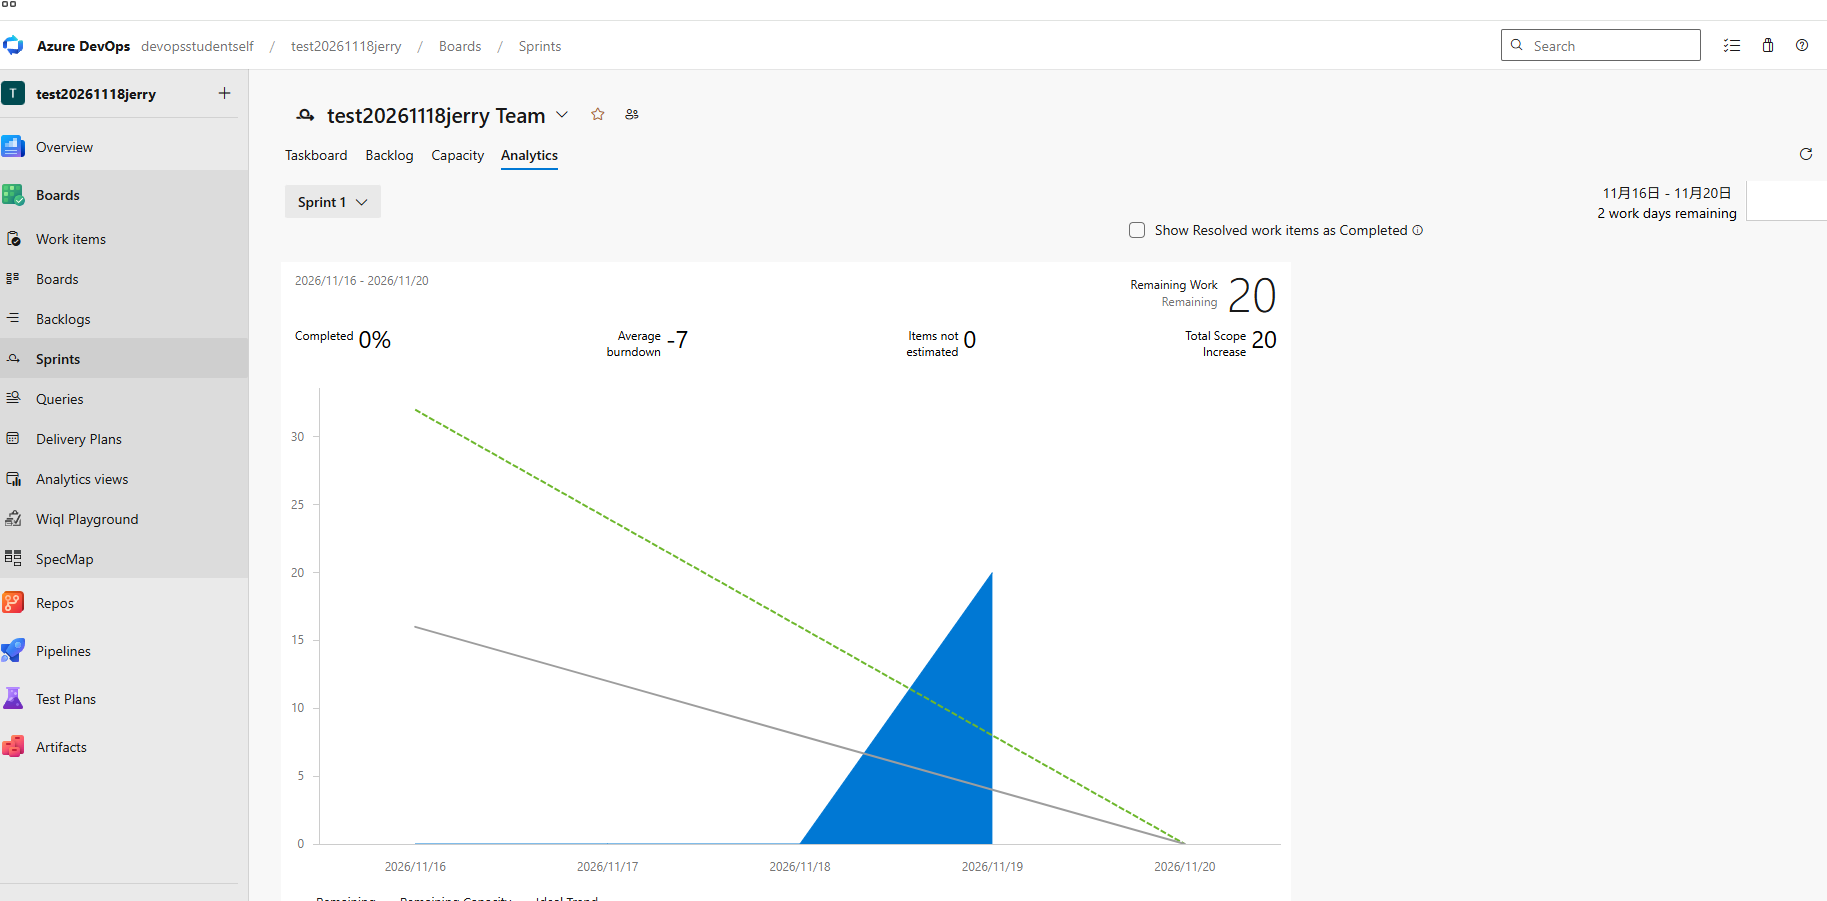 Azure DevOps devopsstudentself / test20261118jerry / Boards / Sprints
Search
T test20261118jerry
test20261118jerry Team
Overview
Taskboard Backlog Capacity Analytics
Boards
Sprint 1
11月16日 - 11月20日
2 work days remaining
Show Resolved work items as Completed
Work items
Boards
Backlogs
Sprints
Queries
Delivery Plans
Analytics views
Wiql Playground
SpecMap
Repos
Pipelines
Test Plans
Artifacts
2026/11/16 - 2026/11/20
Remaining Work
Remaining
20
Completed 0%
Average burndown -7
Items not estimated 0
Total Scope Increase 20
30
25
20
15
10
5
0
2026/11/16 2026/11/17 2026/11/18 2026/11/19 2026/11/20
Remaining Remaining Capacity Ideal Trend